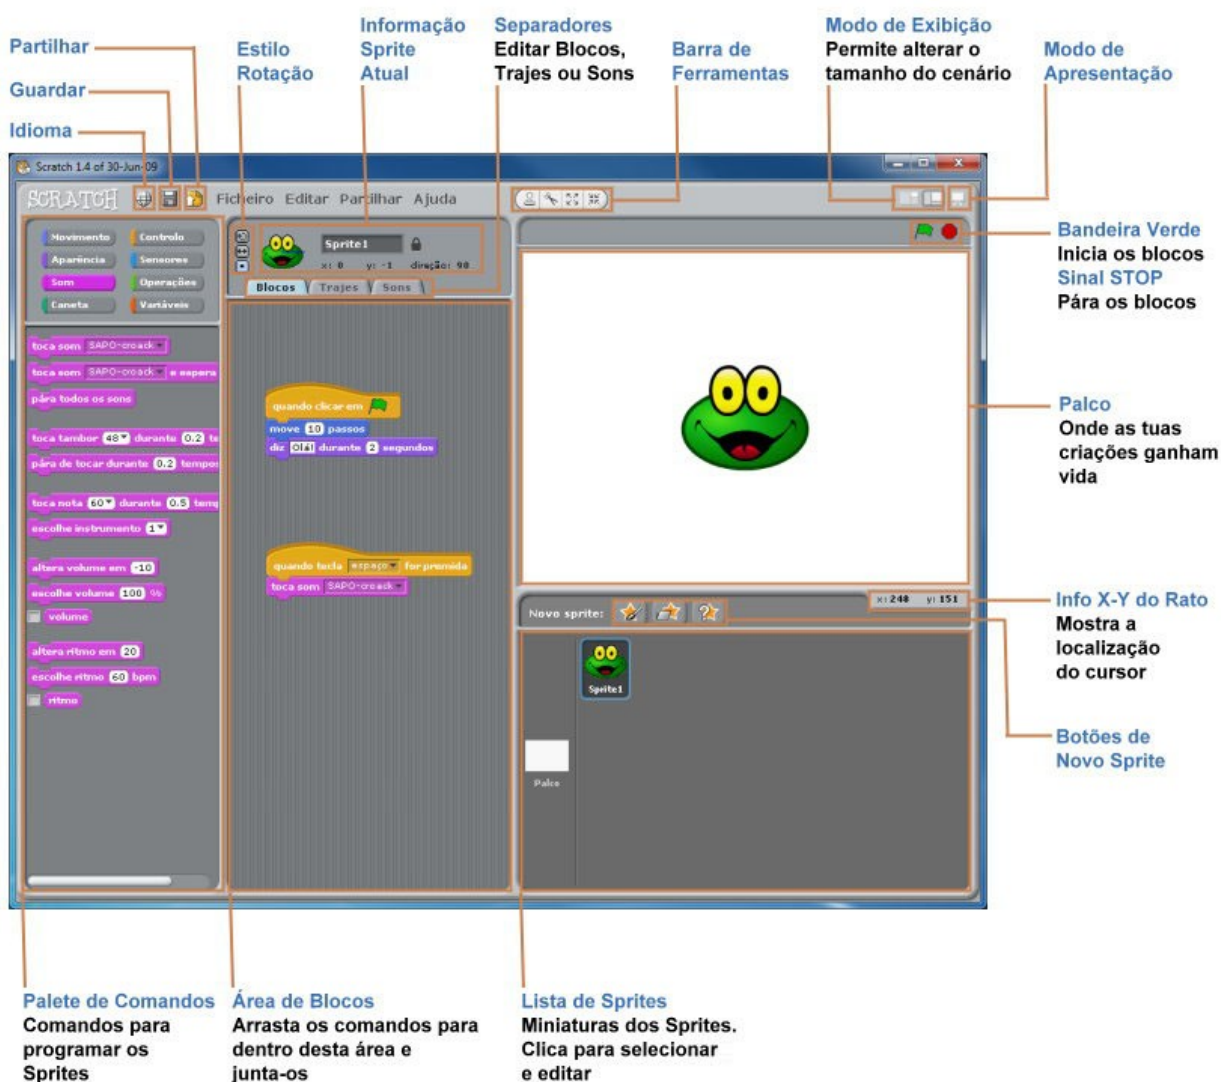 Partilhar
Guardar
Idioma
Estilo
Rotação
Informação
Sprite
Atual
Separadores
Editar Blocos,
Trajes ou Sons
Barra de
Ferramentas
Modo de Exibição
Permite alterar o
tamanho do cenário
Modo de
Apresentação
Scratch 1.4 of 30-Jun-09
SCRATCH Ficheiro Editar Partilhar Ajuda
Movimento Controlo
Aparência Sensores
Som Operações
Caneta Variáveis
Sprite1
x: 0 y: -1 direção: 90
Blocos Trajes Sons
toca som SAPO-croack
toca som SAPO-croack e espera
pára todos os sons
toca tambor 48 durante 0.2 te
pára de tocar durante 0.2 tempos
toca nota 60 durante 0.5 temp
escolhe instrumento 1
altera volume em -10
escolhe volume 100 %
volume
altera ritmo em 20
escolhe ritmo 60 bpm
ritmo
quando clicar em
move 10 passos
diz Olá! durante 2 segundos
quando tecla espaço for premida
toca som SAPO-croack
Bandeira Verde
Inicia os blocos
Sinal STOP
Pára os blocos
Palco
Onde as tuas
criações ganham
vida
Novo sprite:
x: 248 y: 151
Sprite1
Palco
Info X-Y do Rato
Mostra a
localização
do cursor
Botões de
Novo Sprite
Palete de Comandos
Comandos para
programar os
Sprites
Área de Blocos
Arrasta os comandos para
dentro desta área e
junta-os
Lista de Sprites
Miniaturas dos Sprites.
Clica para selecionar
e editar